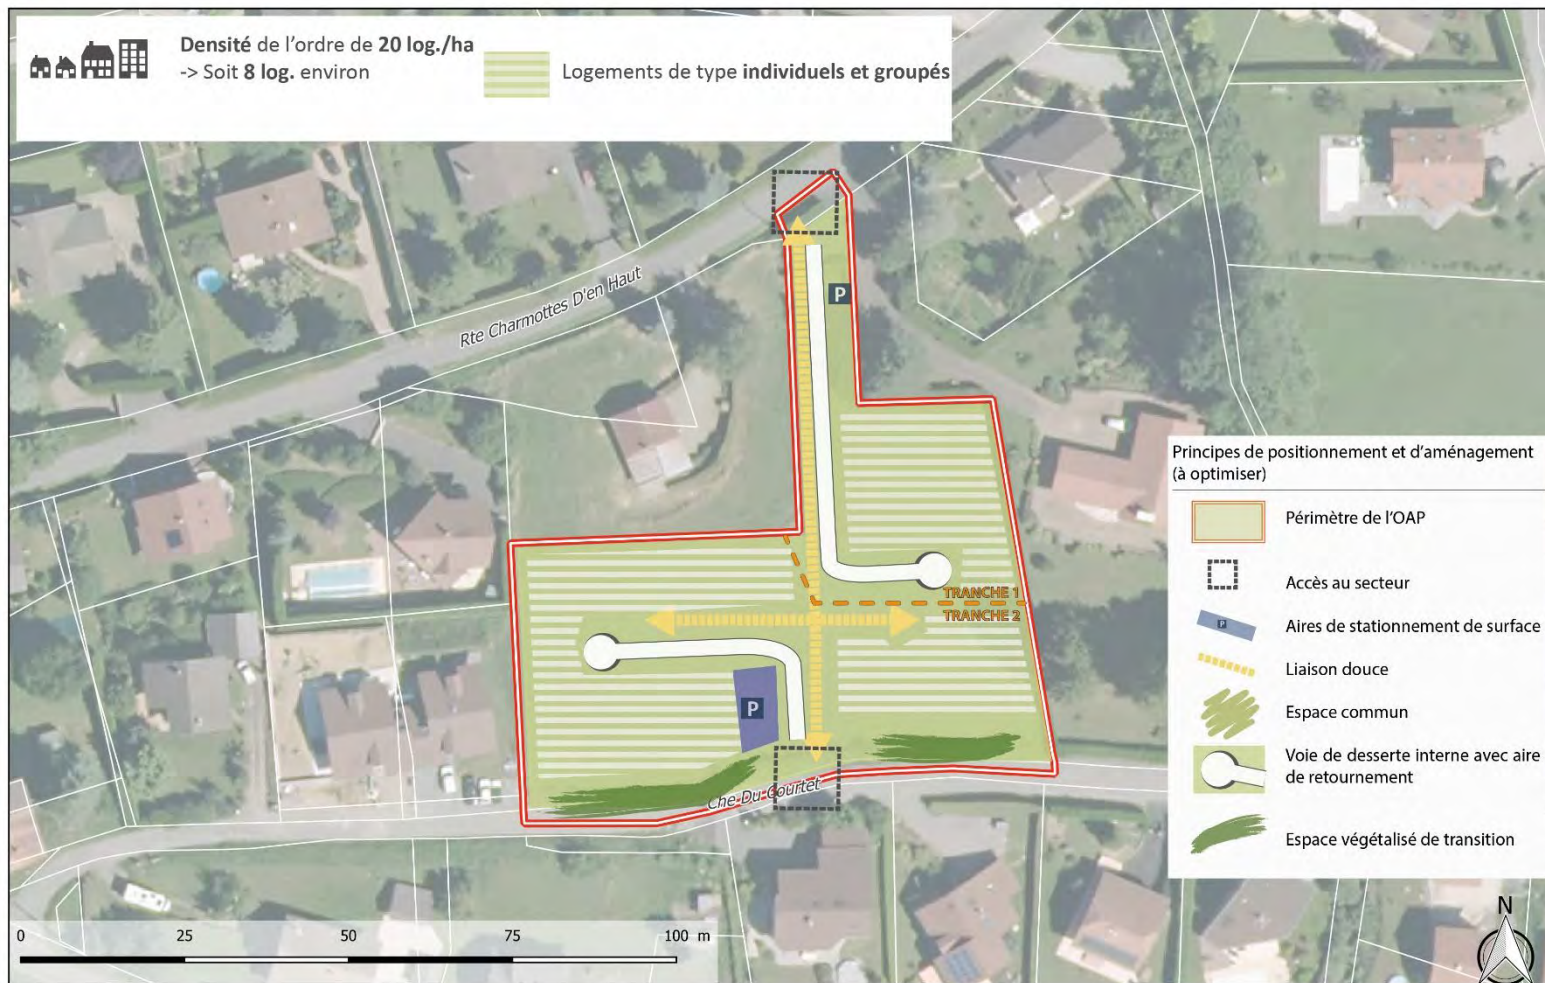 Densité de l'ordre de 20 log./ha
-> Soit 8 log. environ
Logements de type individuels et groupés
Rte Charmottes D'en Haut
P
TRANCHE 1
TRANCHE 2
P
Che Du Courtet
Principes de positionnement et d'aménagement
(à optimiser)
Périmètre de l'OAP
Accès au secteur
P
Aires de stationnement de surface
Liaison douce
Espace commun
Voie de desserte interne avec aire
de retournement
Espace végétalisé de transition
0 25 50 75 100 m
N